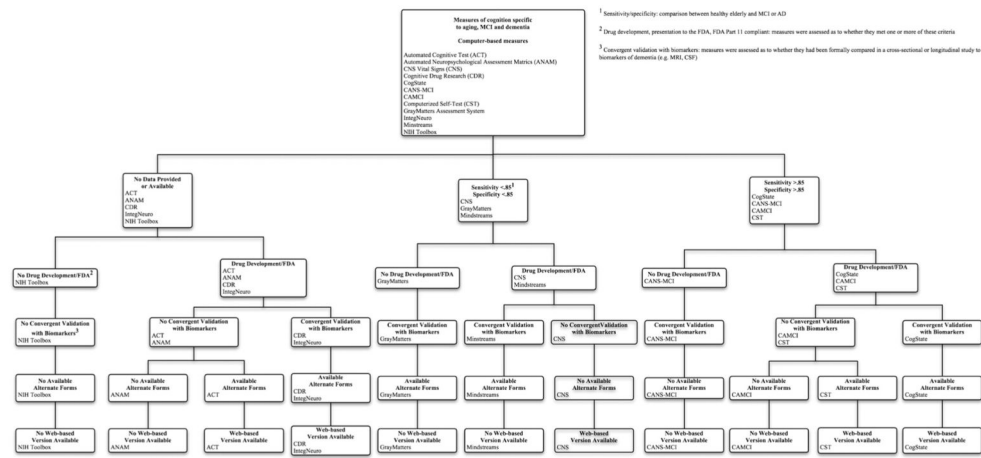 Measures of cognition specific
to aging, MCI and dementia
Computer-based measures
Automated Cognitive Test (ACT)
Automated Neuropsychological Assessment Matrics (ANAM)
CNS Vital Signs (CNS)
Cognitive Drug Research (CDR)
CogState
CANS-MCI
CAMCI
Computerized Self-Test (CST)
GrayMatters Assessment System
IntegNeuro
Minstreams
NIH Toolbox
1 Sensitivity/specificity: comparison between healthy elderly and MCI or AD
2 Drug development, presentation to the FDA, FDA Part 11 compliant: measures were assessed as to whether they met one or more of these criteria
3 Convergent validation with biomarkers: measures were assessed as to whether they had been formally compared in a cross-sectional or longitudinal study to
biomarkers of dementia (e.g. MRI, CSF)
No Data Provided
or Available
ACT
ANAM
CDR
IntegNeuro
NIH Toolbox
Sensitivity <.85 1
Specificity <.85
CNS
GrayMatters
Mindstreams
Sensitivity >.85
Specificity >.85
CogState
CANS-MCI
CAMCI
CST
No Drug Development/FDA 2
NIH Toolbox
Drug Development/FDA
ACT
ANAM
CDR
IntegNeuro
No Drug Development/FDA
GrayMatters
Drug Development/FDA
CNS
Mindstreams
No Drug Development/FDA
CANS-MCI
Drug Development/FDA
CogState
CAMCI
CST
No Convergent Validation
with Biomarkers 3
NIH Toolbox
No Convergent Validation
with Biomarkers
ACT
ANAM
Convergent Validation
with Biomarkers
CDR
IntegNeuro
Convergent Validation
with Biomarkers
GrayMatters
Convergent Validation
with Biomarkers
Minstreams
No ConvergentValidation
with Biomarkers
CNS
Convergent Validation
with Biomarkers
CANS-MCI
No Convergent Validation
with Biomarkers
CAMCI
CST
Convergent Validation
with Biomarkers
CogState
No Available
Alternate Forms
NIH Toolbox
No Available
Alternate Forms
ANAM
Available
Alternate Forms
ACT
Available
Alternate Forms
CDR
IntegNeuro
Available
Alternate Forms
GrayMatters
Available
Alternate Forms
Mindstreams
No Available
Alternate Forms
CNS
No Available
Alternate Forms
CANS-MCI
No Available
Alternate Forms
CAMCI
Available
Alternate Forms
CST
Available
Alternate Forms
CogState
No Web-based
Version Available
NIH Toolbox
No Web-based
Version Available
ANAM
Web-based
Version Available
ACT
Web-based
Version Available
CDR
IntegNeuro
No Web-based
Version Available
GrayMatters
No Web-based
Version Available
Mindstreams
Web-based
Version Available
CNS
No Web-based
Version Available
CANS-MCI
No Web-based
Version Available
CAMCI
Web-based
Version Available
CST
Web-based
Version Available
CogState